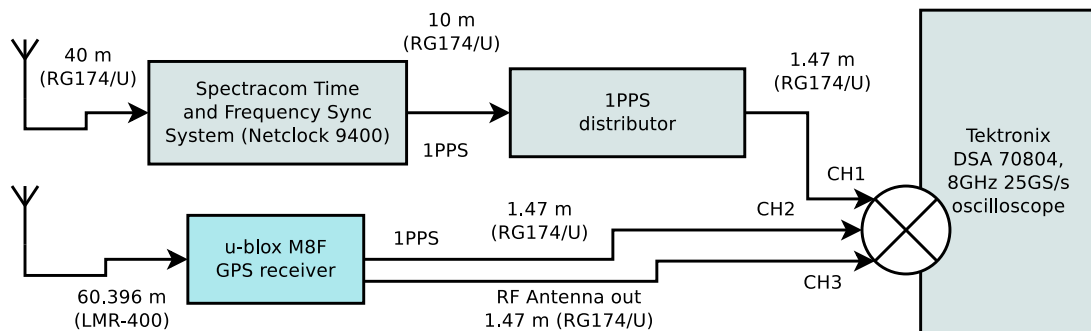 40 m
(RG174/U)
Spectracom Time
and Frequency Sync
System (Netclock 9400)
10 m
(RG174/U)
1PPS
1PPS
distributor
1.47 m
(RG174/U)
CH1
Tektronix
DSA 70804,
8GHz 25GS/s
oscilloscope
60.396 m
(LMR-400)
u-blox M8F
GPS receiver
1PPS
1.47 m
(RG174/U)
CH2
RF Antenna out
1.47 m (RG174/U)
CH3